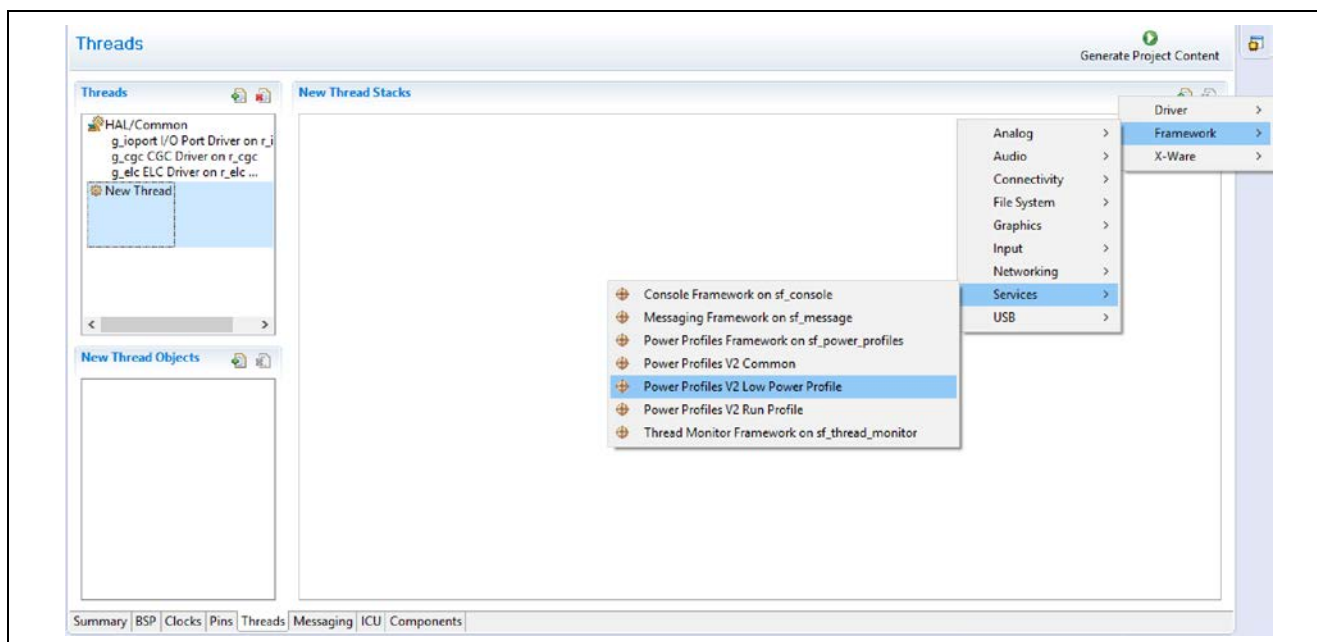 Threads
Generate Project Content
Threads
New Thread Stacks
HAL/Common
g_ioport I/O Port Driver on r_i
g_cgc CGC Driver on r_cgc
g_elc ELC Driver on r_elc ...
New Thread
New Thread Objects
Driver
Framework
X-Ware
Analog
Audio
Connectivity
File System
Graphics
Input
Networking
Services
USB
Console Framework on sf_console
Messaging Framework on sf_message
Power Profiles Framework on sf_power_profiles
Power Profiles V2 Common
Power Profiles V2 Low Power Profile
Power Profiles V2 Run Profile
Thread Monitor Framework on sf_thread_monitor
Summary BSP Clocks Pins Threads Messaging ICU Components